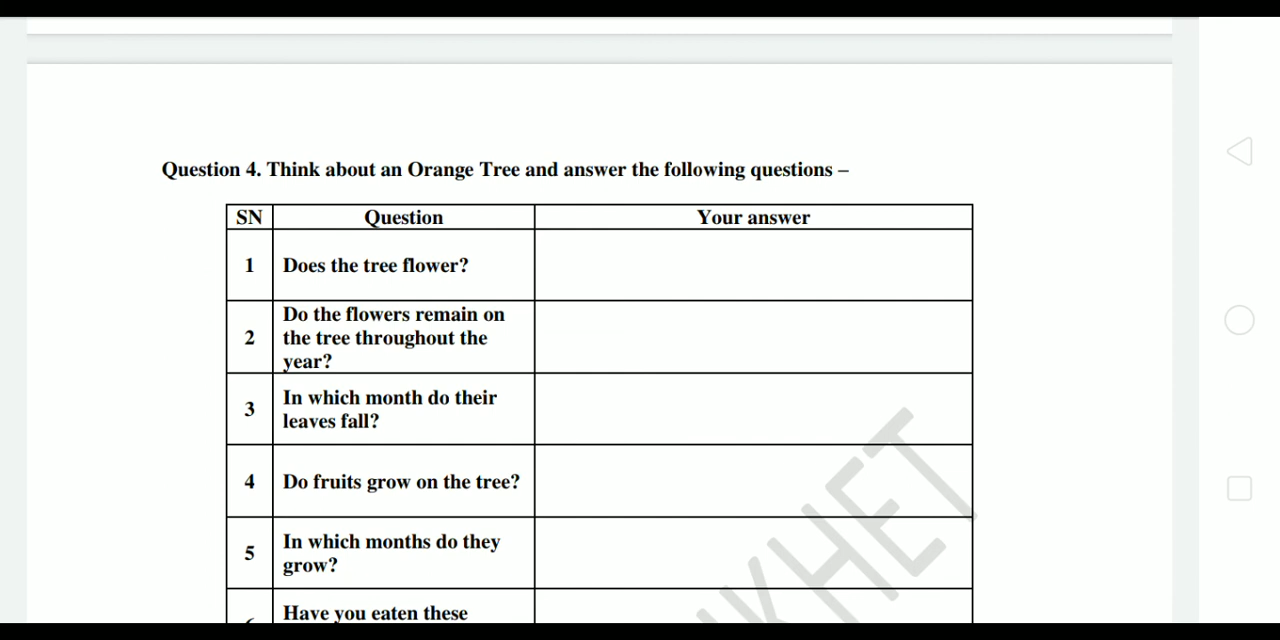 Question 4. Think about an Orange Tree and answer the following questions –
SN Question Your answer
1 Does the tree flower?
2 Do the flowers remain on
the tree throughout the
year?
3 In which month do their
leaves fall?
4 Do fruits grow on the tree?
5 In which months do they
grow?
Have you eaten these